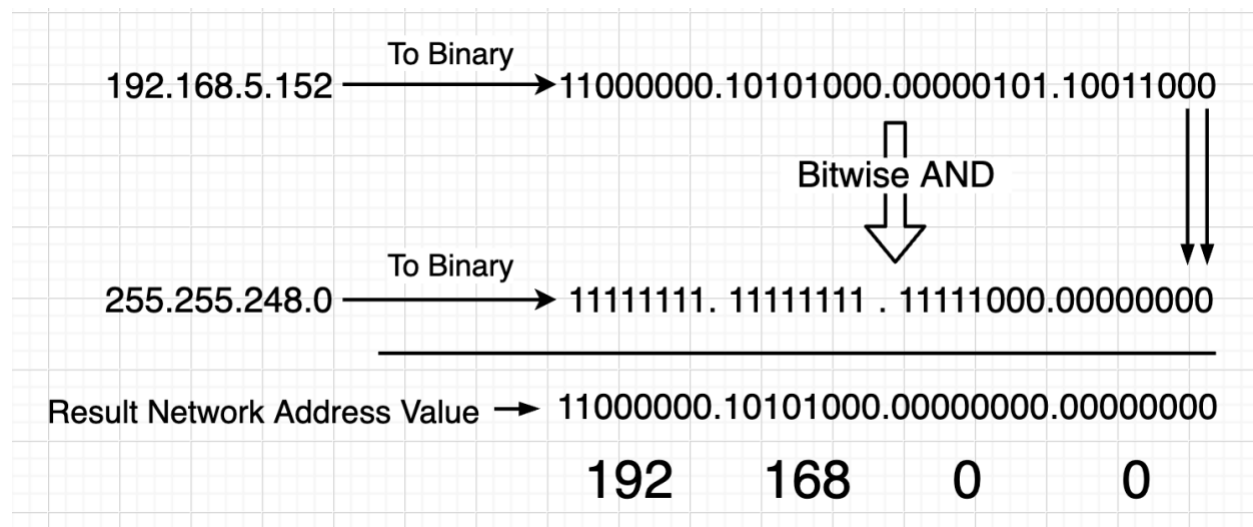 To Binary
192.168.5.152 11000000.10101000.00000101.10011000
Bitwise AND
To Binary
255.255.248.0 11111111. 11111111 . 11111000.00000000
Result Network Address Value 11000000.10101000.00000000.00000000
192 168 0 0